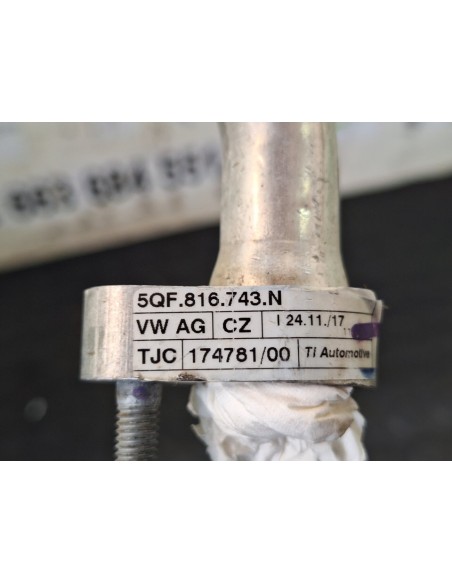 5QF.816.743.N
VW AG CZ I 24.11./17
TJC 174781/00 TI Automotive